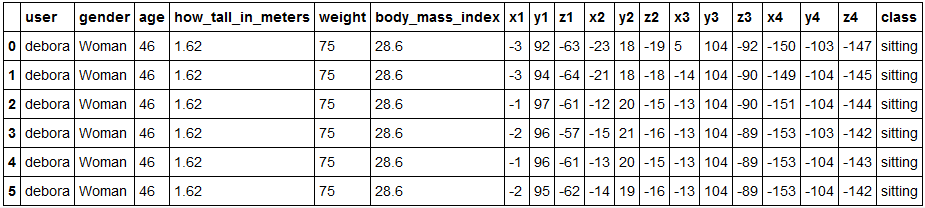 user gender age how_tall_in_meters weight body_mass_index x1 y1 z1 x2 y2 z2 x3 y3 z3 x4 y4 z4 class
0 debora Woman 46 1.62 75 28.6 -3 92 -63 -23 18 -19 5 104 -92 -150 -103 -147 sitting
1 debora Woman 46 1.62 75 28.6 -3 94 -64 -21 18 -18 -14 104 -90 -149 -104 -145 sitting
2 debora Woman 46 1.62 75 28.6 -1 97 -61 -12 20 -15 -13 104 -90 -151 -104 -144 sitting
3 debora Woman 46 1.62 75 28.6 -2 96 -57 -15 21 -16 -13 104 -89 -153 -103 -142 sitting
4 debora Woman 46 1.62 75 28.6 -1 96 -61 -13 20 -15 -13 104 -89 -153 -104 -143 sitting
5 debora Woman 46 1.62 75 28.6 -2 95 -62 -14 19 -16 -13 104 -89 -153 -104 -142 sitting